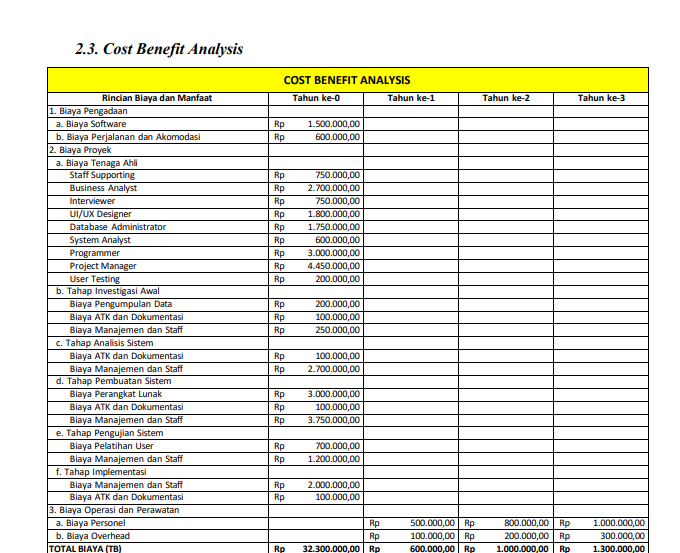 2.3. Cost Benefit Analysis
COST BENEFIT ANALYSIS
Rincian Biaya dan Manfaat Tahun ke-0 Tahun ke-1 Tahun ke-2 Tahun ke-3
1. Biaya Pengadaan
a. Biaya Software Rp 1.500.000,00
b. Biaya Perjalanan dan Akomodasi Rp 600.000,00
2. Biaya Proyek
a. Biaya Tenaga Ahli
Staff Supporting Rp 750.000,00
Business Analyst Rp 2.700.000,00
Interviewer Rp 750.000,00
UI/UX Designer Rp 1.800.000,00
Database Administrator Rp 1.750.000,00
System Analyst Rp 600.000,00
Programmer Rp 3.000.000,00
Project Manager Rp 4.450.000,00
User Testing Rp 200.000,00
b. Tahap Investigasi Awal
Biaya Pengumpulan Data Rp 200.000,00
Biaya ATK dan Dokumentasi Rp 100.000,00
Biaya Manajemen dan Staff Rp 250.000,00
c. Tahap Analisis Sistem
Biaya ATK dan Dokumentasi Rp 100.000,00
Biaya Manajemen dan Staff Rp 2.700.000,00
d. Tahap Pembuatan Sistem
Biaya Perangkat Lunak Rp 3.000.000,00
Biaya ATK dan Dokumentasi Rp 100.000,00
Biaya Manajemen dan Staff Rp 3.750.000,00
e. Tahap Pengujian Sistem
Biaya Pelatihan User Rp 700.000,00
Biaya Manajemen dan Staff Rp 1.200.000,00
f. Tahap Implementasi
Biaya Manajemen dan Staff Rp 2.000.000,00
Biaya ATK dan Dokumentasi Rp 100.000,00
3. Biaya Operasi dan Perawatan
a. Biaya Personel Rp 500.000,00 Rp 800.000,00 Rp 1.000.000,00
b. Biaya Overhead Rp 100.000,00 Rp 200.000,00 Rp 300.000,00
TOTAL BIAYA (TB) Rp 32.300.000,00 Rp 600.000,00 Rp 1.000.000,00 Rp 1.300.000,00